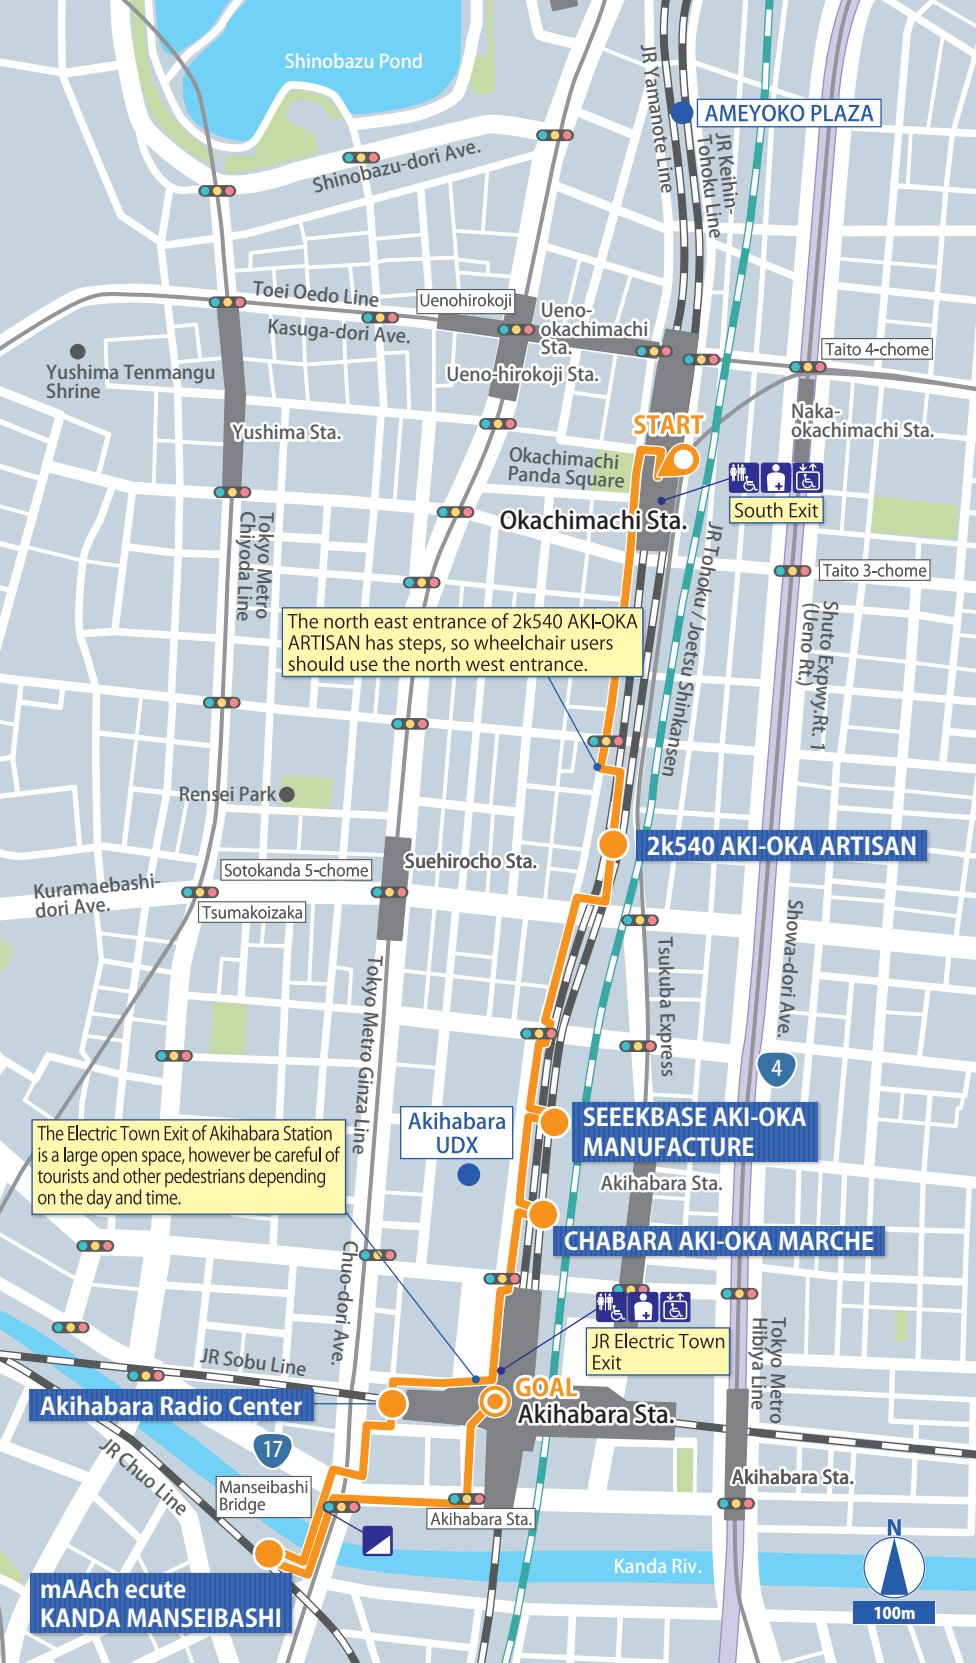 Shinobazu Pond
JR Yamanote Line
AMEYOKO PLAZA
JR Keihin-
Tohoku Line
Shinobazu-dori Ave.
Toei Oedo Line
Uenohirokoji
Ueno-
okachimachi
Sta.
Kasuga-dori Ave.
Taito 4-chome
Yushima Tenmangu
Shrine
Ueno-hirokoji Sta.
Naka-
okachimachi Sta.
START
Yushima Sta.
Okachimachi
Panda Square
South Exit
Okachimachi Sta.
Tokyo Metro
Chiyoda Line
JR Tohoku / Joetsu Shinkansen
Taito 3-chome
Shuto Expwy.Rt. 1
(Ueno Rt.)
The north east entrance of 2k540 AKI-OKA
ARTISAN has steps, so wheelchair users
should use the north west entrance.
Rensei Park
2k540 AKI-OKA ARTISAN
Suehirocho Sta.
Sotokanda 5-chome
Kuramaebashi-
dori Ave.
Tsumakoizaka
Showa-dori Ave.
Tsukuba Express
Tokyo Metro Ginza Line
4
SEEEKBASE AKI-OKA
MANUFACTURE
Akihabara
UDX
The Electric Town Exit of Akihabara Station
is a large open space, however be careful of
tourists and other pedestrians depending
on the day and time.
Akihabara Sta.
CHABARA AKI-OKA MARCHE
Chuo-dori Ave.
JR Electric Town
Exit
Tokyo Metro
Hibiya Line
JR Sobu Line
GOAL
Akihabara Sta.
Akihabara Radio Center
17
JR Chuo Line
Manseibashi
Bridge
Akihabara Sta.
Akihabara Sta.
Kanda Riv.
N
100m
mAAch ecute
KANDA MANSEIBASHI